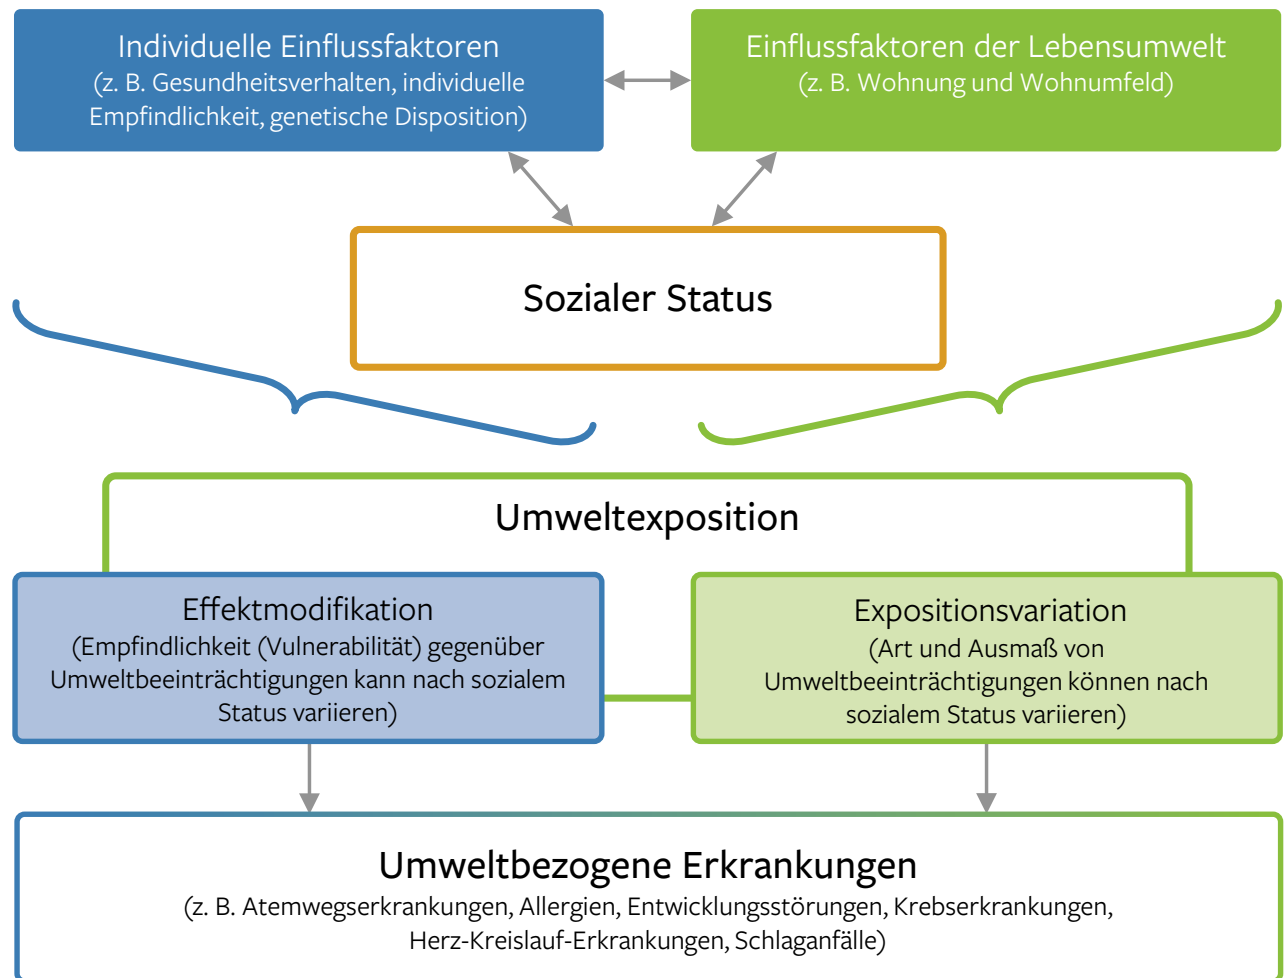 Individuelle Einflussfaktoren
(z. B. Gesundheitsverhalten, individuelle
Empfindlichkeit, genetische Disposition)
Einflussfaktoren der Lebensumwelt
(z. B. Wohnung und Wohnumfeld)
Sozialer Status
Umweltexposition
Effektmodifikation
(Empfindlichkeit (Vulnerabilität) gegenüber
Umweltbeeinträchtigungen kann nach sozialem
Status variieren)
Expositionsvariation
(Art und Ausmaß von
Umweltbeeinträchtigungen können nach
sozialem Status variieren)
Umweltbezogene Erkrankungen
(z. B. Atemwegserkrankungen, Allergien, Entwicklungsstörungen, Krebserkrankungen,
Herz-Kreislauf-Erkrankungen, Schlaganfälle)